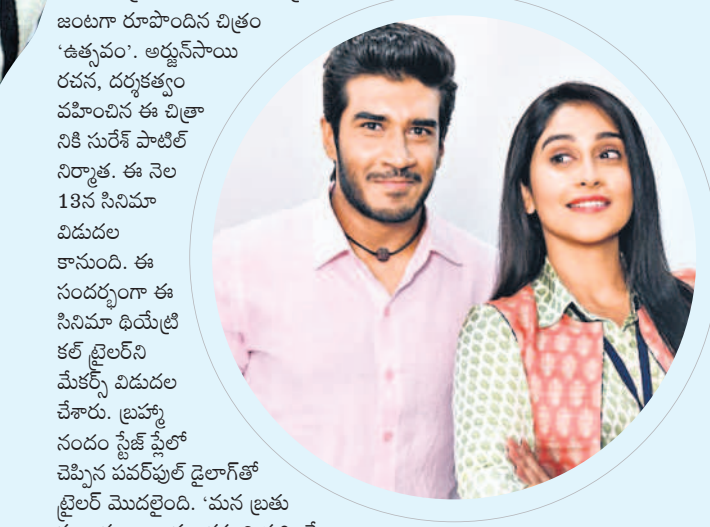 జంటగా రూపొందిన చిత్రం
‘ఉత్సవం’. అర్జున్‌సాయి
రచన, దర్శకత్వం
వహించిన ఈ చిత్రా
నికి సురేశ్ పాటిల్
నిర్మాత. ఈ నెల
13న సినిమా
విడుదల
కానుంది. ఈ
సందర్భంగా ఈ
సినిమా థియేట్రి
కల్ ట్రైలర్‌ని
మేకర్స్ విడుదల
చేశారు. బ్రహ్మా
నందం స్టేజ్ ప్లేలో
చెప్పిన పవర్‌ఫుల్ డైలాగ్‌తో
ట్రైలర్ మొదలైంది. ‘మన బ్రతు